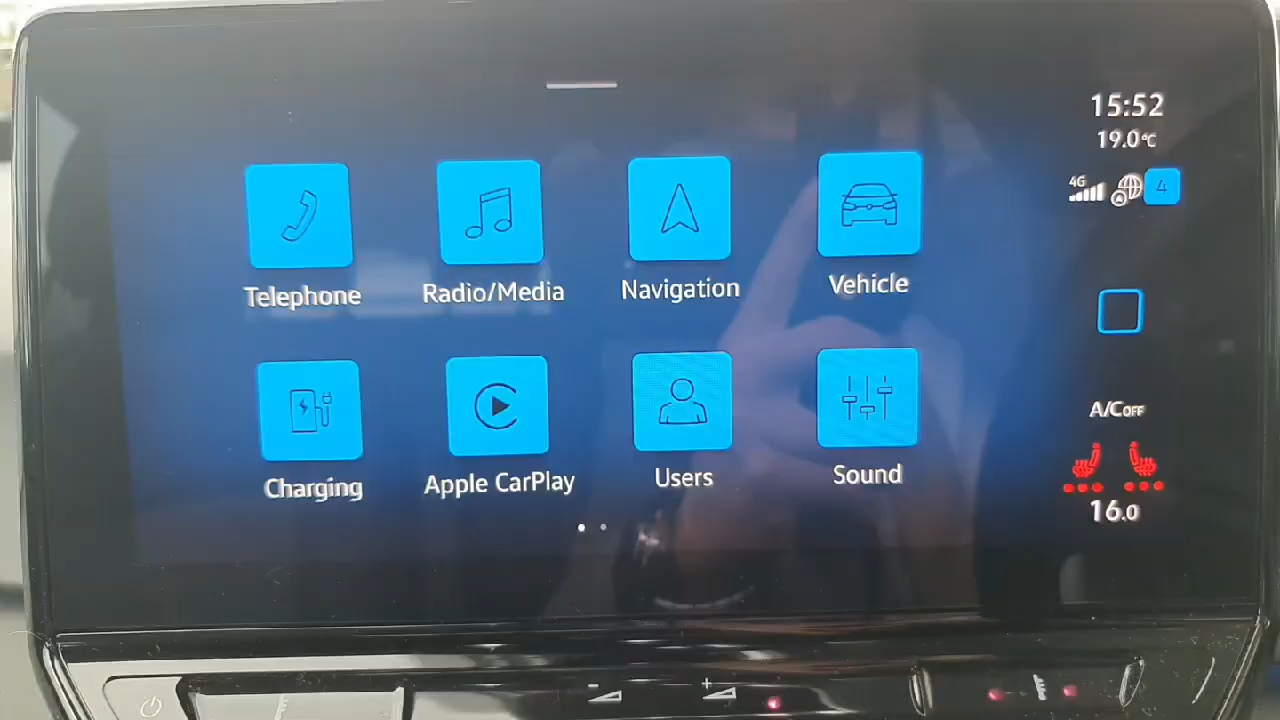 15:52
19.0°C
4G
4
Telephone
Radio/Media
Navigation
Vehicle
Charging
Apple CarPlay
Users
Sound
A/C OFF
16.0